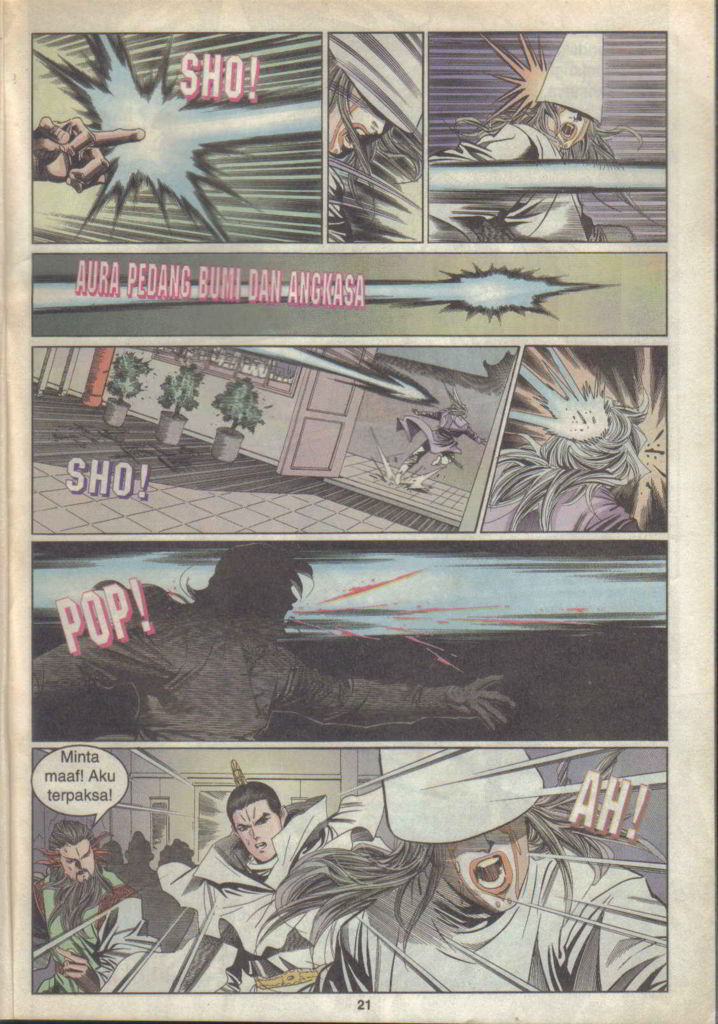 SHO!
AURA PEDANG BUMI DAN ANGKASA
SHO!
POP!
Minta
maaf! Aku
terpaksa!
AH!
21